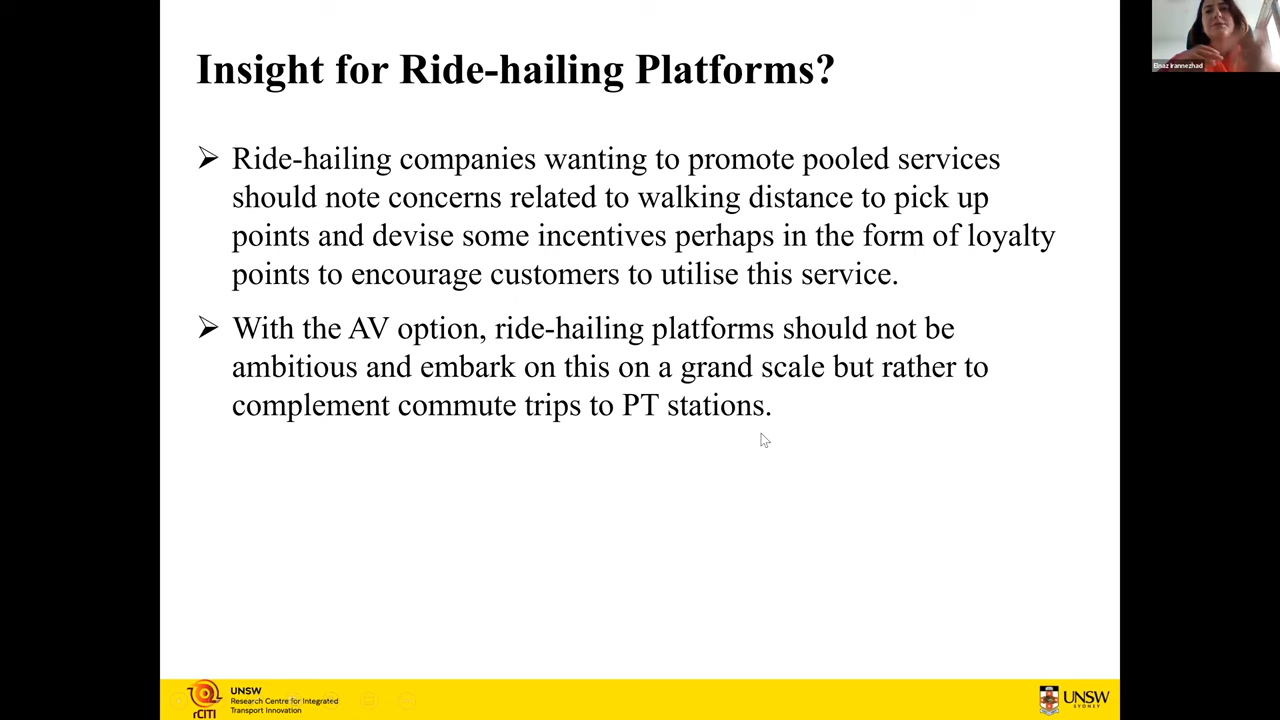 Insight for Ride-hailing Platforms?
Elnaz Irannezhad
➢ Ride-hailing companies wanting to promote pooled services
should note concerns related to walking distance to pick up
points and devise some incentives perhaps in the form of loyalty
points to encourage customers to utilise this service.
➢ With the AV option, ride-hailing platforms should not be
ambitious and embark on this on a grand scale but rather to
complement commute trips to PT stations.
rCITI
UNSW
Research Centre for Integrated
Transport Innovation
UNSW
SYDNEY